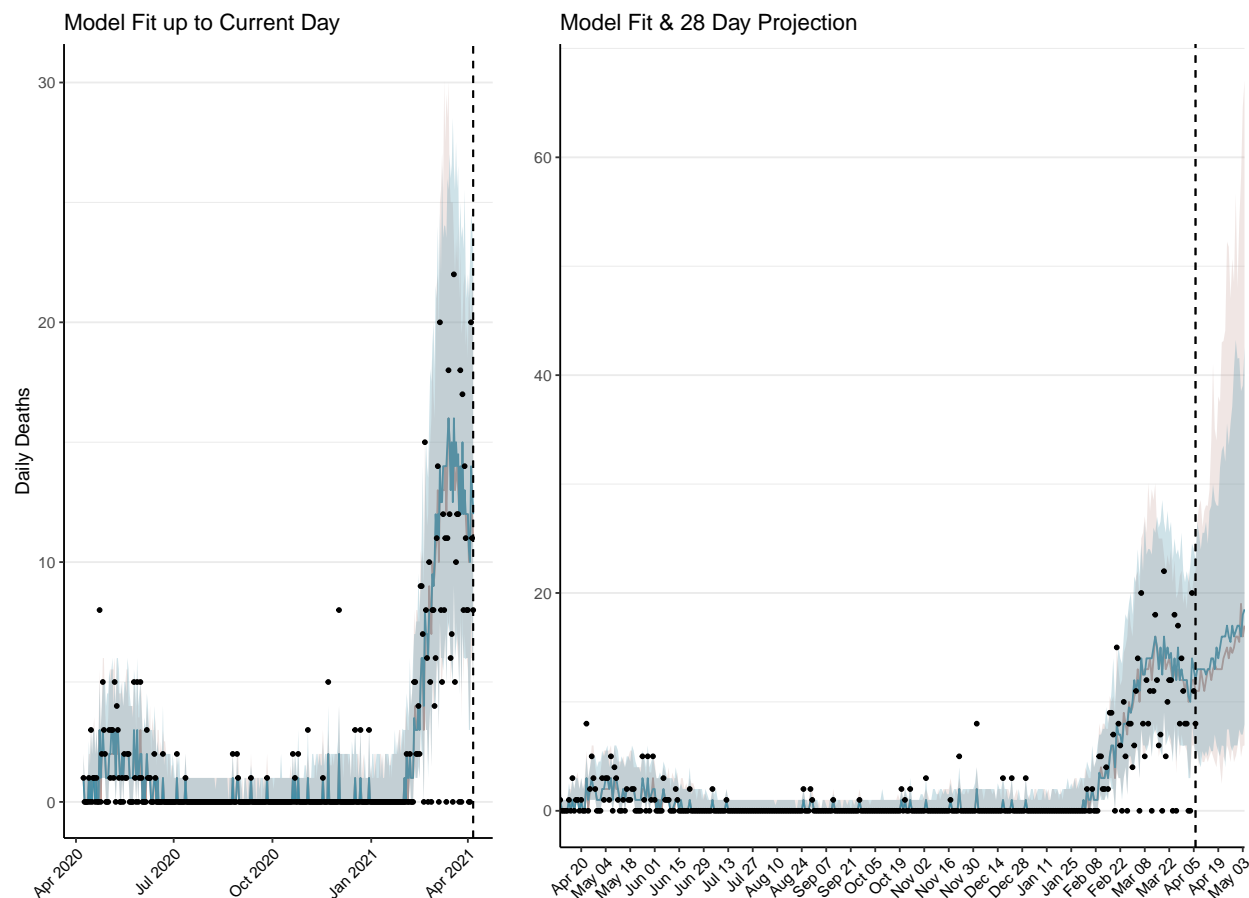 Model Fit up to Current Day
Daily Deaths
30
20
10
0
Apr 2020
Jul 2020
Oct 2020
Jan 2021
Apr 2021
Model Fit & 28 Day Projection
60
40
20
0
Apr 20
May 04
May 18
Jun 01
Jun 15
Jun 29
Jul 13
Jul 27
Aug 10
Aug 24
Sep 07
Sep 21
Oct 05
Oct 19
Nov 02
Nov 16
Nov 30
Dec 14
Dec 28
Jan 11
Jan 25
Feb 08
Feb 22
Mar 08
Mar 22
Apr 05
Apr 19
May 03